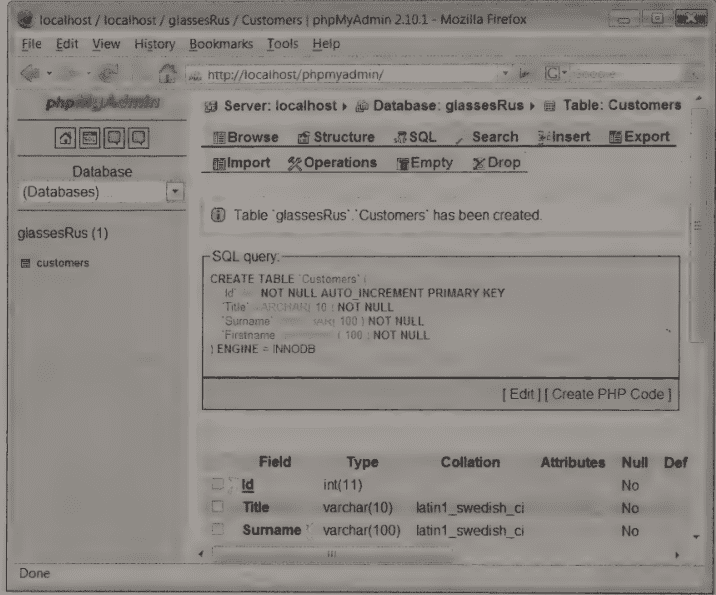 localhost / localhost / glassesRus / Customers | phpMyAdmin 2.10.1 - Mozilla Firefox
File Edit View History Bookmarks Tools Help
http://localhost/phpmyadmin/
phpMyAdmin
Server: localhost Database: glassesRus Table: Customers
Browse Structure SQL Search Insert Export
Import Operations Empty Drop
Database
(Databases)
glassesRus (1)
customers
Table `glassesRus`.`Customers` has been created.
SQL query:
CREATE TABLE `Customers` (
Id NOT NULL AUTO_INCREMENT PRIMARY KEY
`Title` VARCHAR( 10 ) NOT NULL
`Surname` 100 ) NOT NULL
`Firstname 100 ) NOT NULL
) ENGINE = INNODB
[ Edit ] [ Create PHP Code ]
Field Type Collation Attributes Null Def
Id int(11) No
Title varchar(10) latin1_swedish_ci No
Surname varchar(100) latin1_swedish_ci No
Done